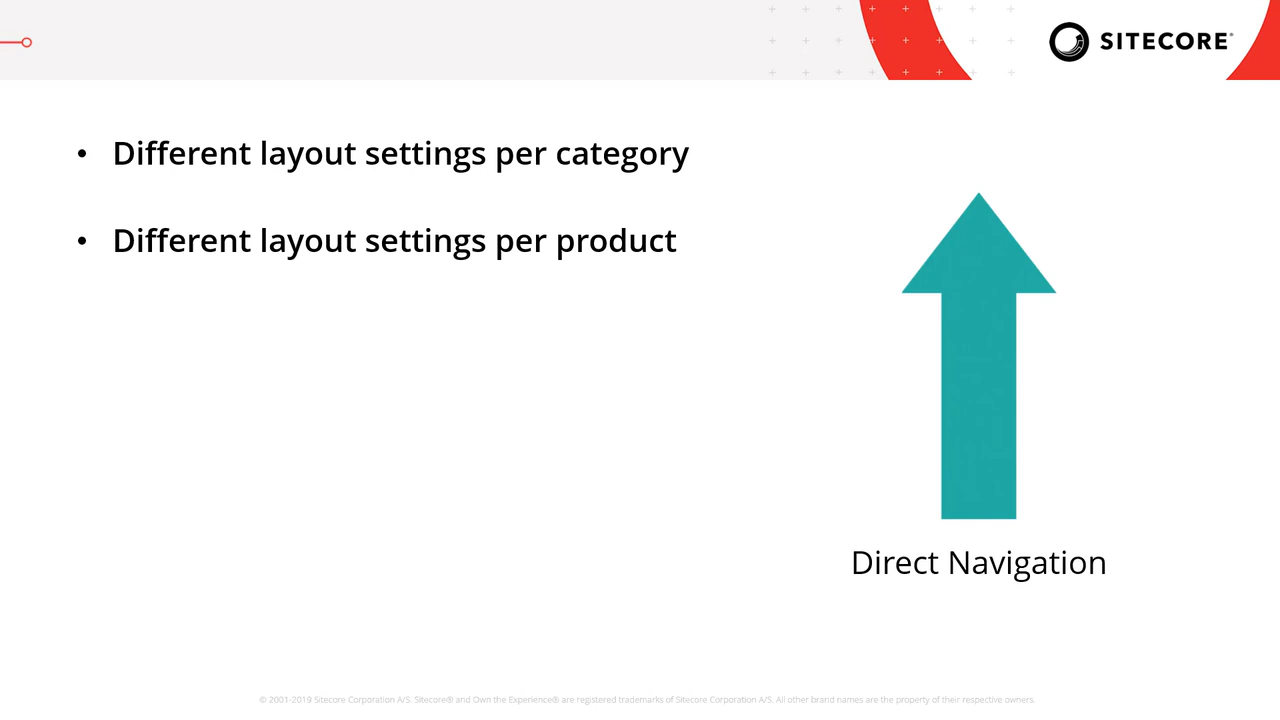 SITECORE
• Different layout settings per category
• Different layout settings per product
Direct Navigation
© 2001-2019 Sitecore Corporation A/S. Sitecore® and Own the Experience® are registered trademarks of Sitecore Corporation A/S. All other brand names are the property of their respective owners.